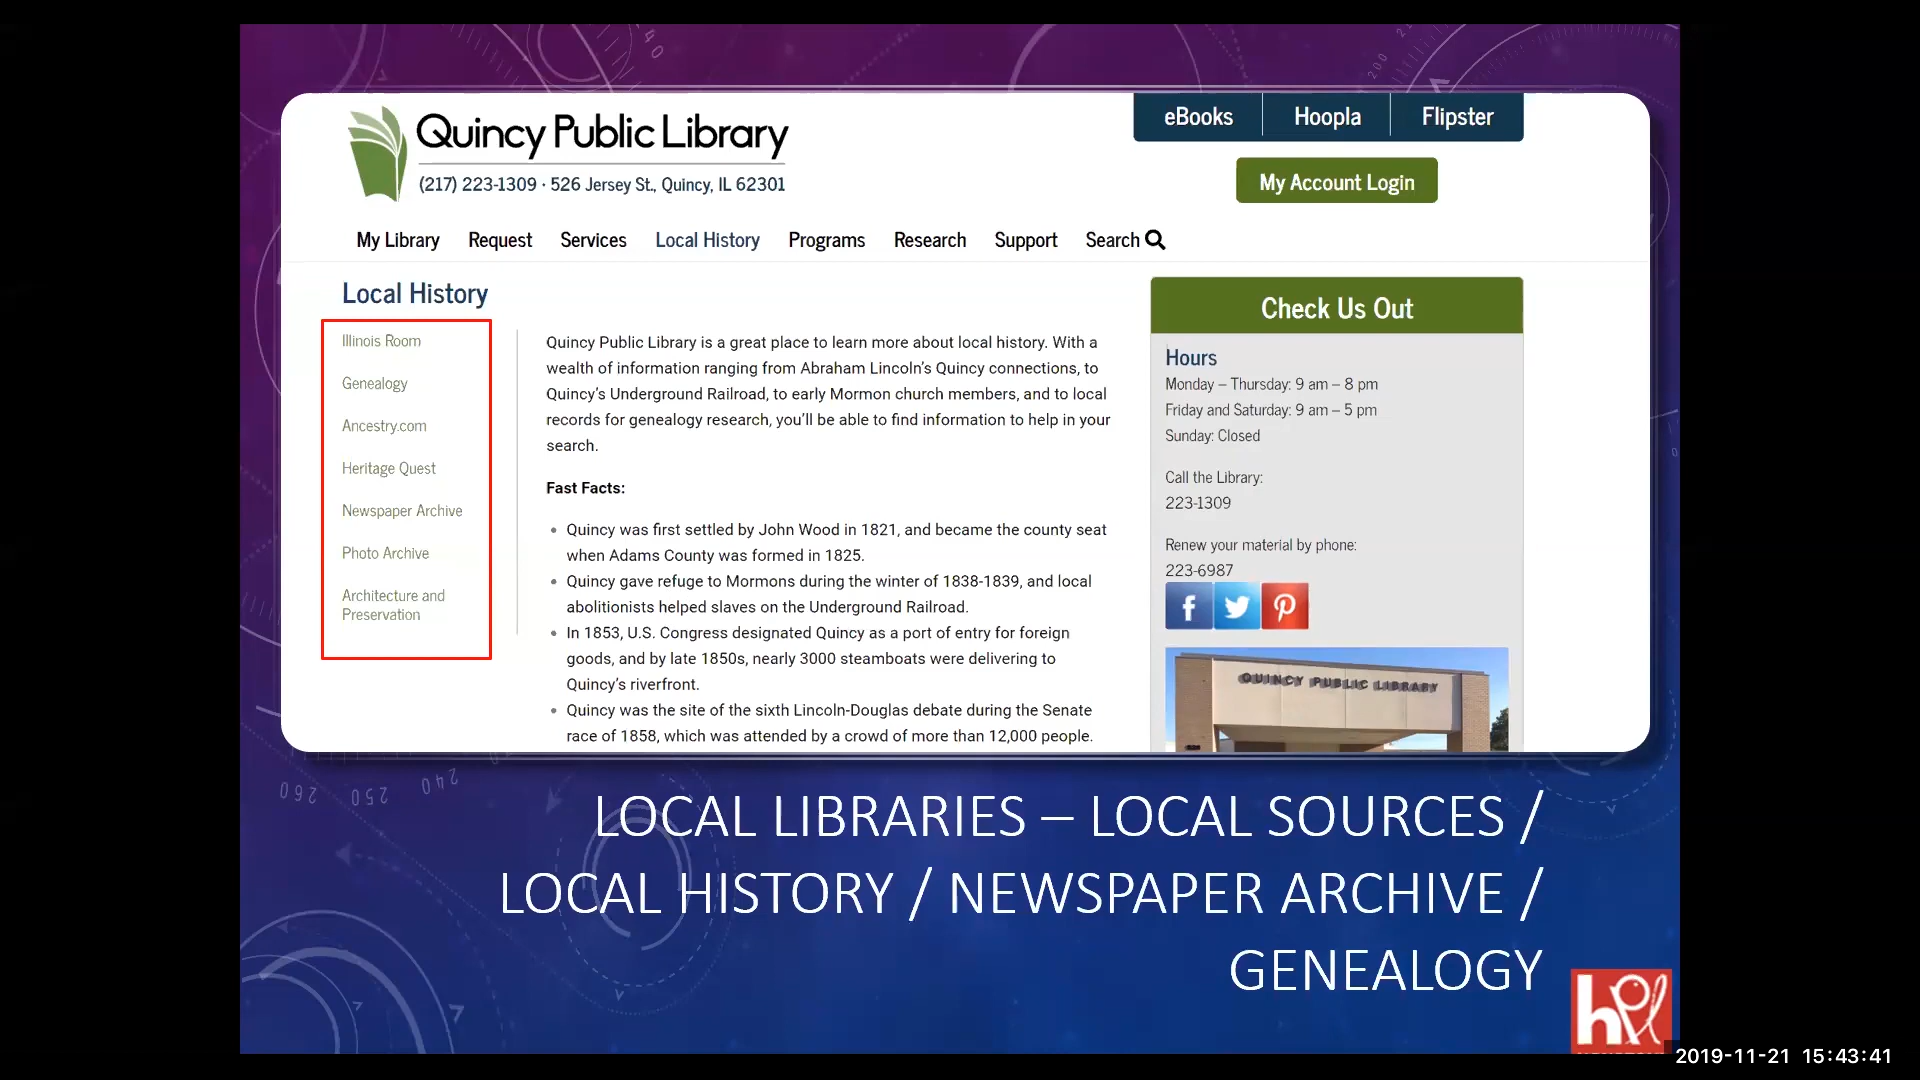 Quincy Public Library
(217) 223-1309 · 526 Jersey St., Quincy, IL 62301
eBooks
Hoopla
Flipster
My Account Login
My Library
Request
Services
Local History
Programs
Research
Support
Search
Local History
Illinois Room
Genealogy
Ancestry.com
Heritage Quest
Newspaper Archive
Photo Archive
Architecture and
Preservation
Quincy Public Library is a great place to learn more about local history. With a
wealth of information ranging from Abraham Lincoln’s Quincy connections, to
Quincy’s Underground Railroad, to early Mormon church members, and to local
records for genealogy research, you’ll be able to find information to help in your
search.
Fast Facts:
Quincy was first settled by John Wood in 1821, and became the county seat
when Adams County was formed in 1825.
Quincy gave refuge to Mormons during the winter of 1838-1839, and local
abolitionists helped slaves on the Underground Railroad.
In 1853, U.S. Congress designated Quincy as a port of entry for foreign
goods, and by late 1850s, nearly 3000 steamboats were delivering to
Quincy’s riverfront.
Quincy was the site of the sixth Lincoln-Douglas debate during the Senate
race of 1858, which was attended by a crowd of more than 12,000 people.
Check Us Out
Hours
Monday – Thursday: 9 am – 8 pm
Friday and Saturday: 9 am – 5 pm
Sunday: Closed
Call the Library:
223-1309
Renew your material by phone:
223-6987
QUINCY PUBLIC LIBRARY
LOCAL LIBRARIES – LOCAL SOURCES /
LOCAL HISTORY / NEWSPAPER ARCHIVE /
GENEALOGY
hpl
2019-11-21 15:43:41
40
200
240
250
260